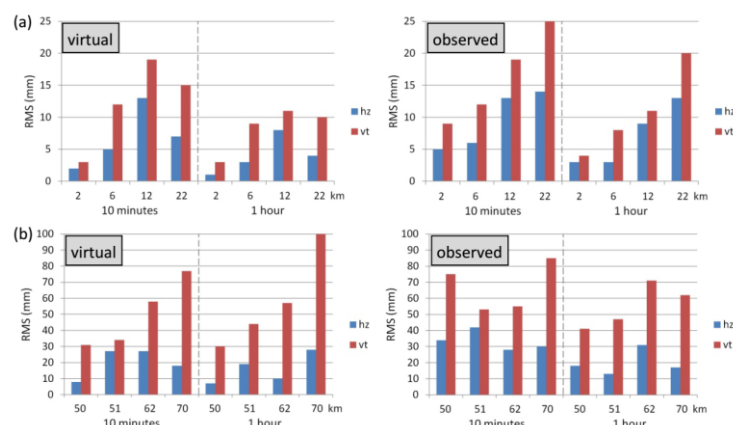 (a)
virtual
RMS (mm)
25
20
15
10
5
0
2 6 12 22 2 6 12 22 km
10 minutes 1 hour
hz
vt
observed
RMS (mm)
25
20
15
10
5
0
2 6 12 22 2 6 12 22 km
10 minutes 1 hour
hz
vt
(b)
virtual
RMS (mm)
100
90
80
70
60
50
40
30
20
10
0
50 51 62 70 50 51 62 70 km
10 minutes 1 hour
hz
vt
observed
RMS (mm)
100
90
80
70
60
50
40
30
20
10
0
50 51 62 70 50 51 62 70 km
10 minutes 1 hour
hz
vt